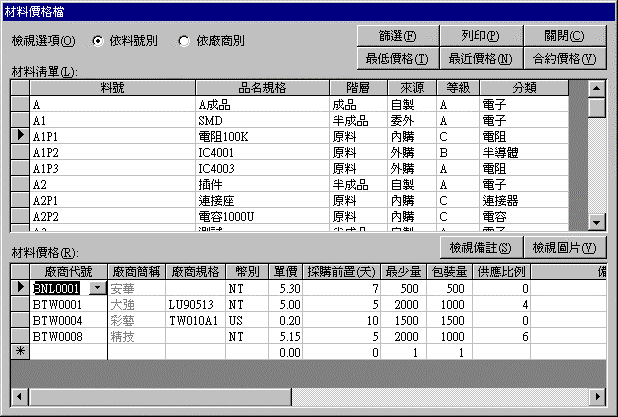 材料價格檔
檢視選項(O) 依料號別 依廠商別 篩選(F) 列印(P) 關閉(C)
最低價格(T) 最近價格(N) 合約價格(V)
材料清單(L):
料號 品名規格 階層 來源 等級 分類
A A成品 成品 自製 A 電子
A1 SMD 半成品 委外 A 電子
A1P1 電阻100K 原料 內購 C 電阻
A1P2 IC4001 原料 外購 B 半導體
A1P3 IC4003 原料 外購 A 電阻
A2 插件 半成品 自製 A 電子
A2P1 連接座 原料 內購 C 連接器
A2P2 電容1000U 原料 內購 C 電容
A3 測試 半成品 自製 A 電子
材料價格(R): 檢視備註(S) 檢視圖片(V)
廠商代號 廠商簡稱 廠商規格 幣別 單價 採購前置(天) 最少量 包裝量 供應比例 備
BNL0001 安華 NT 5.30 7 500 500 0
BTW0001 大強 LU90513 NT 5.00 5 2000 1000 4
BTW0004 彩藝 TW010A1 US 0.20 10 1500 1500 0
BTW0008 精技 NT 5.15 5 2000 1000 6
0.00 0 1 1